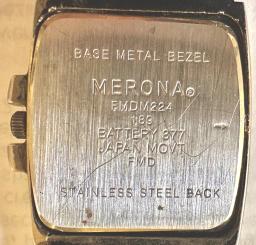 BASE METAL BEZEL
MERONA®
FMDM224
189
BATTERY 377
JAPAN MOVT
FMD
STAINLESS STEEL BACK